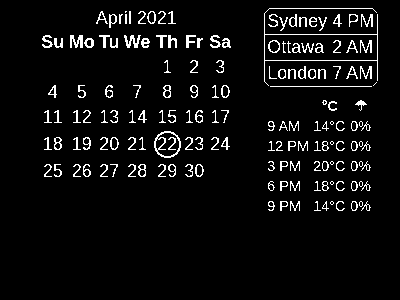 April 2021
Su Mo Tu We Th Fr Sa
1 2 3
4 5 6 7 8 9 10
11 12 13 14 15 16 17
18 19 20 21 22 23 24
25 26 27 28 29 30
Sydney 4 PM
Ottawa 2 AM
London 7 AM
°C ☂
9 AM 14°C 0%
12 PM 18°C 0%
3 PM 20°C 0%
6 PM 18°C 0%
9 PM 14°C 0%